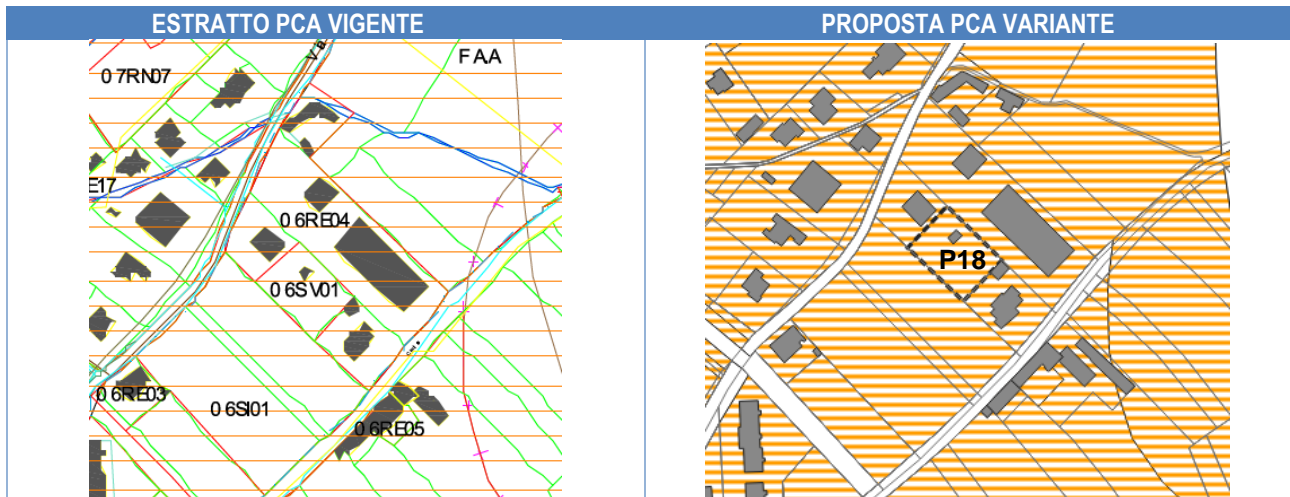 ESTRATTO PCA VIGENTE
PROPOSTA PCA VARIANTE
F A.A
0 7RN07
E17
0 6RE04
0 6SV01
P18
0 6RE03
0 6SI01
0 6RE05